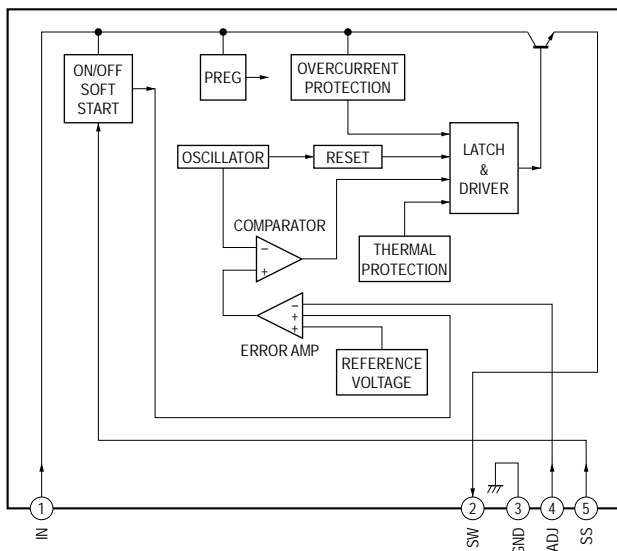 ON/OFF
SOFT
START
PREG
OVERCURRENT
PROTECTION
OSCILLATOR
RESET
LATCH
&
DRIVER
COMPARATOR
−
+
THERMAL
PROTECTION
−
+
+
ERROR AMP
REFERENCE
VOLTAGE
1
2
3
4
5
IN
SW
GND
ADJ
SS